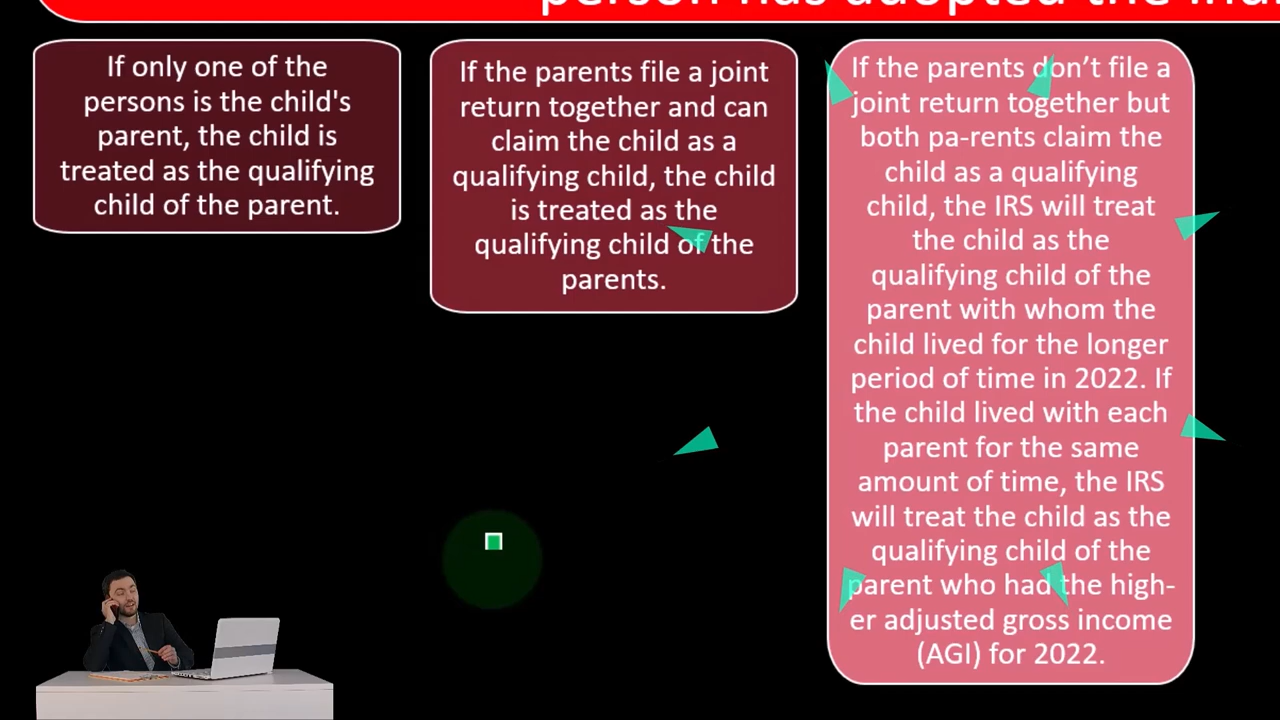 person has adopted the
If only one of the
persons is the child's
parent, the child is
treated as the qualifying
child of the parent.
If the parents file a joint
return together and can
claim the child as a
qualifying child, the child
is treated as the
qualifying child of the
parents.
If the parents don’t file a
joint return together but
both pa-rents claim the
child as a qualifying
child, the IRS will treat
the child as the
qualifying child of the
parent with whom the
child lived for the longer
period of time in 2022. If
the child lived with each
parent for the same
amount of time, the IRS
will treat the child as the
qualifying child of the
parent who had the high-
er adjusted gross income
(AGI) for 2022.